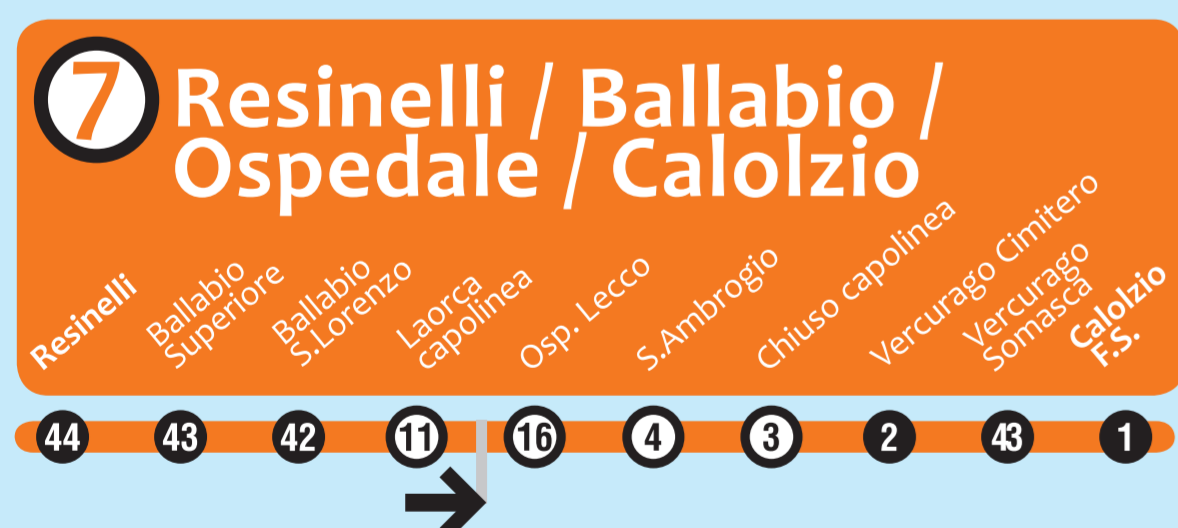 7
Resinelli / Ballabio /
Ospedale / Calolzio
Resinelli
Ballabio
Superiore
Ballabio
S.Lorenzo
Laorca
capolinea
Osp. Lecco
S.Ambrogio
Chiuso capolinea
Vercurago Cimitero
Vercurago
Somasca
Calolzio
F.S.
44 43 42 11 16 4 3 2 43 1